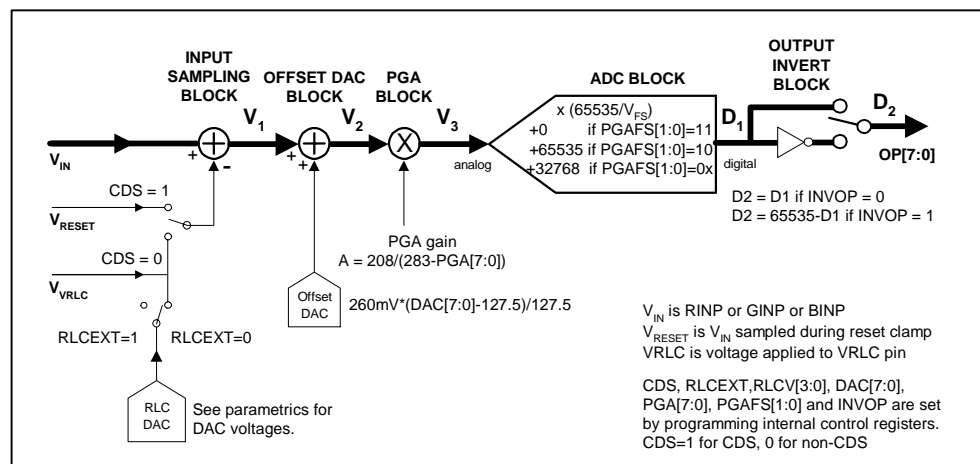 INPUT
SAMPLING
BLOCK
OFFSET DAC
BLOCK
PGA
BLOCK
ADC BLOCK
OUTPUT
INVERT
BLOCK
x (65535/VFS)
+0 if PGAFS[1:0]=11
+65535 if PGAFS[1:0]=10
+32768 if PGAFS[1:0]=0x
V1
V2
V3
D1
D2
VIN
+
-
+
+
X
analog
digital
OP[7:0]
CDS = 1
VRESET
CDS = 0
VVRLC
RLCEXT=1
RLCEXT=0
RLC
DAC
See parametrics for
DAC voltages.
PGA gain
A = 208/(283-PGA[7:0])
Offset
DAC
260mV*(DAC[7:0]-127.5)/127.5
D2 = D1 if INVOP = 0
D2 = 65535-D1 if INVOP = 1
VIN is RINP or GINP or BINP
VRESET is VIN sampled during reset clamp
VRLC is voltage applied to VRLC pin
CDS, RLCEXT,RLCV[3:0], DAC[7:0],
PGA[7:0], PGAFS[1:0] and INVOP are set
by programming internal control registers.
CDS=1 for CDS, 0 for non-CDS